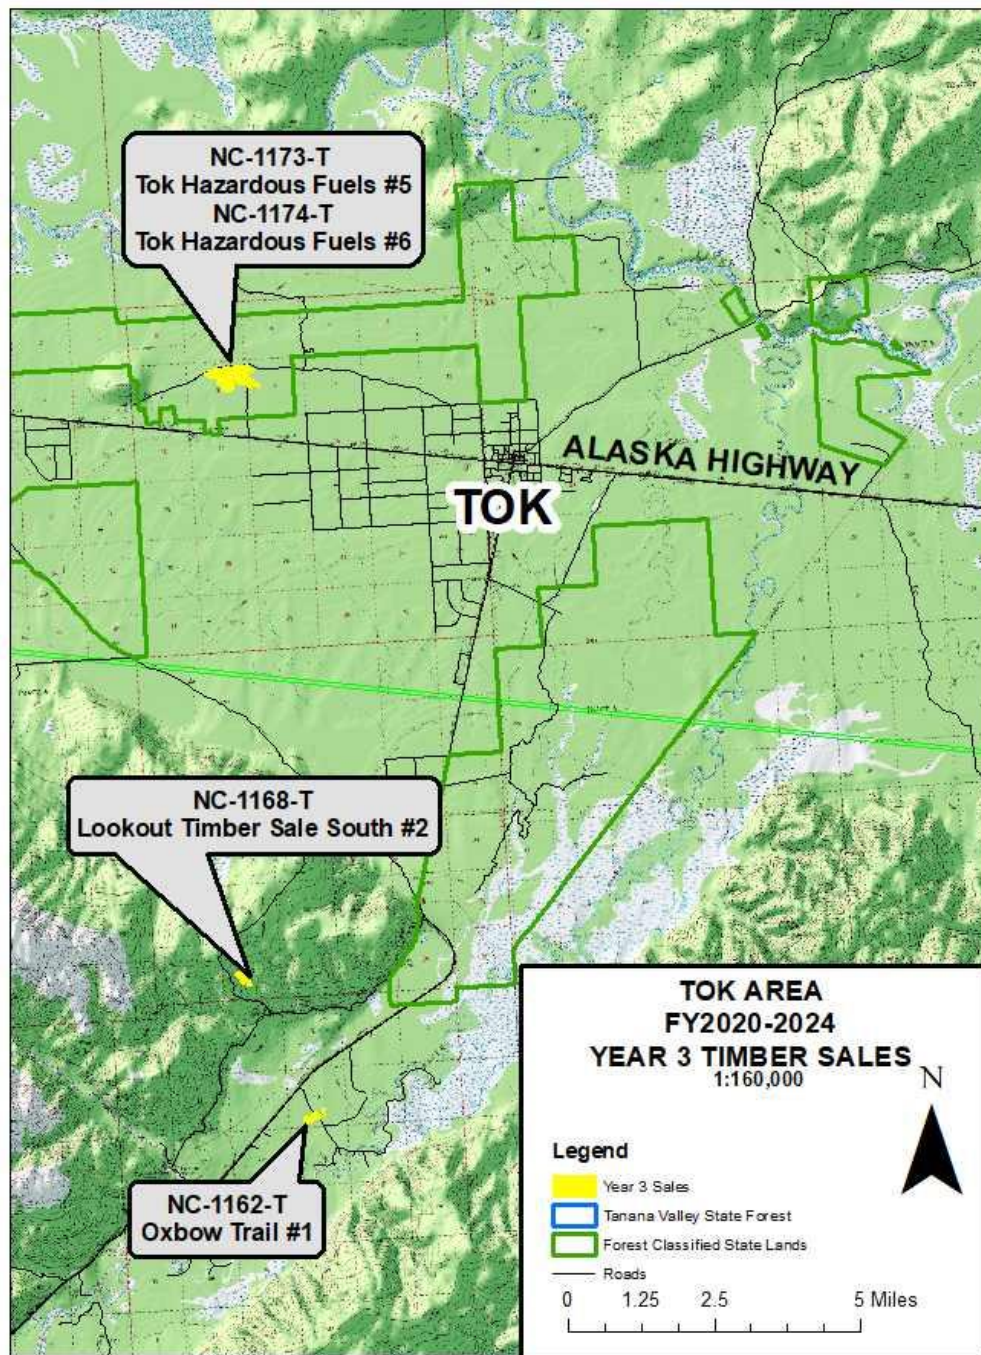 NC-1173-T
Tok Hazardous Fuels #5
NC-1174-T
Tok Hazardous Fuels #6
ALASKA HIGHWAY
TOK
NC-1168-T
Lookout Timber Sale South #2
NC-1162-T
Oxbow Trail #1
TOK AREA
FY2020-2024
YEAR 3 TIMBER SALES
1:160,000
N
Legend
Year 3 Sales
Tanana Valley State Forest
Forest Classified State Lands
Roads
0 1.25 2.5 5 Miles